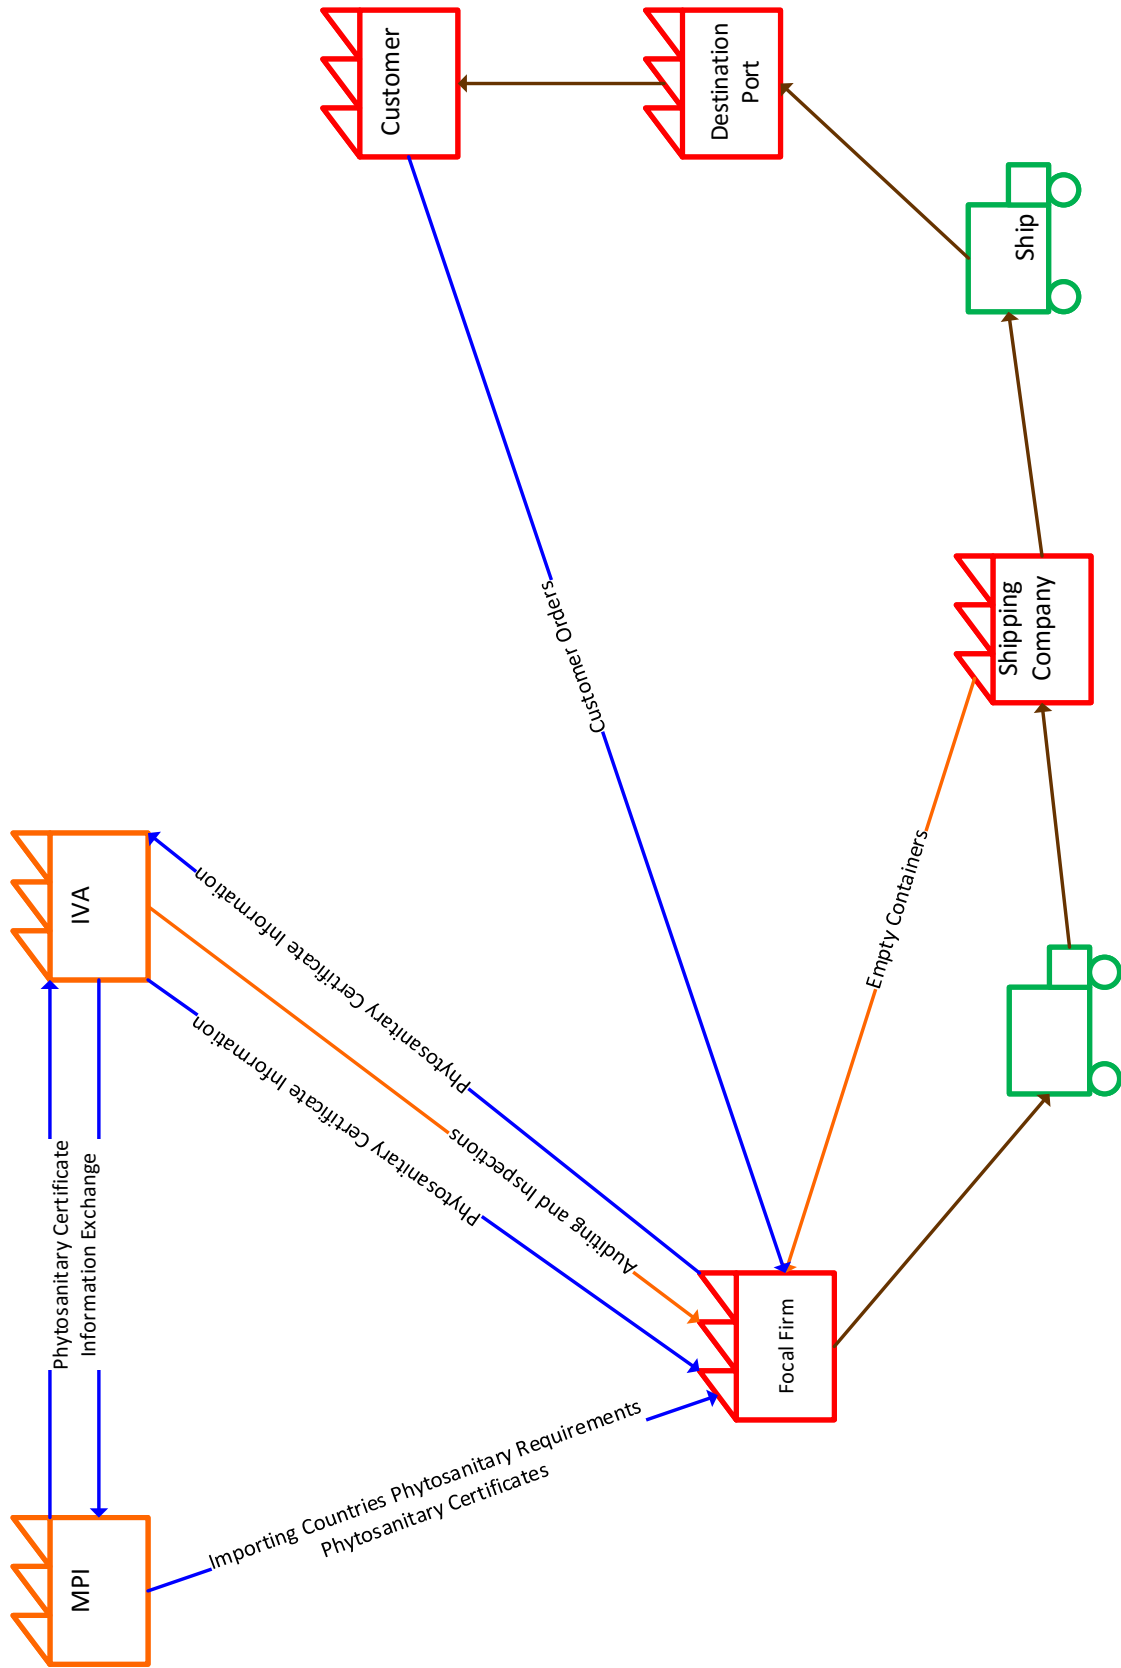 MPI
Phytosanitary Certificate
Information Exchange
IVA
Importing Countries Phytosanitary Requirements
Phytosanitary Certificates
Phytosanitary Certificate Information
Auditing and Inspections
Phytosanitary Certificate Information
Customer Orders
Customer
Focal Firm
Empty Containers
Destination
Port
Shipping
Company
Ship